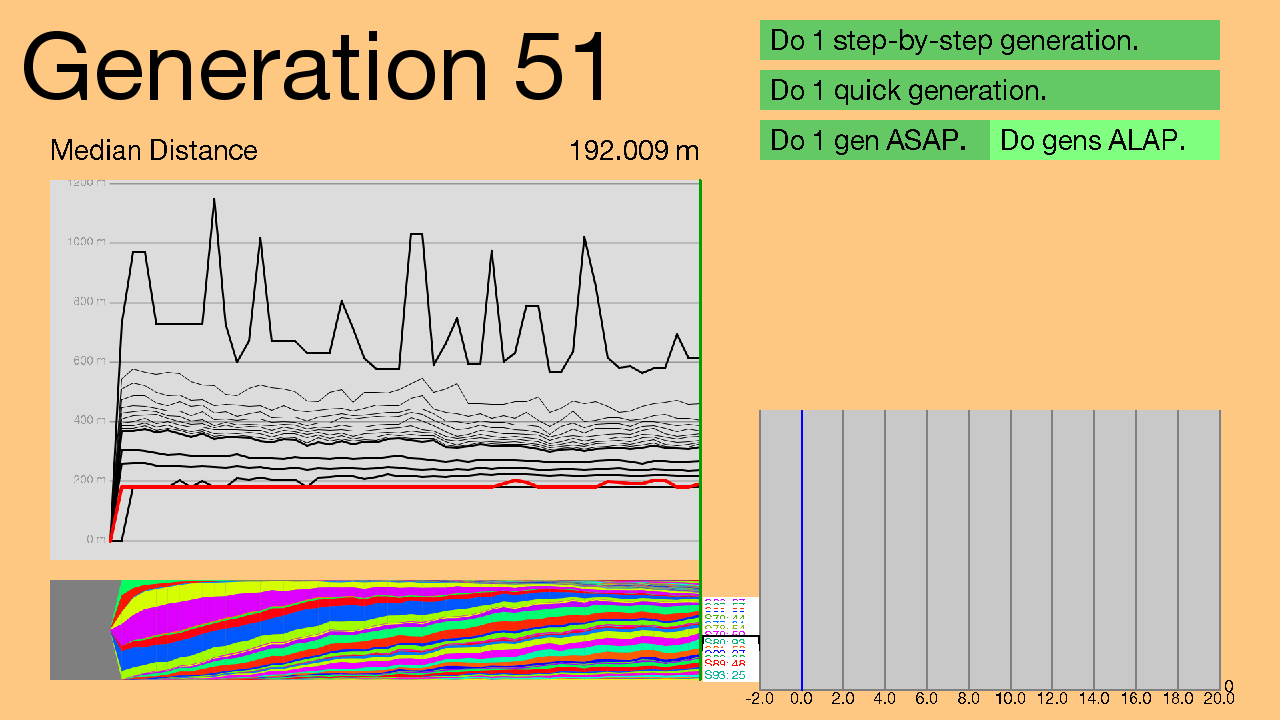 Generation 51
Do 1 step-by-step generation.
Do 1 quick generation.
Do 1 gen ASAP.
Do gens ALAP.
Median Distance
192.009 m
1200 m
1000 m
800 m
600 m
400 m
200 m
0 m
S89: 48
S93: 25
0
-2.0 0.0 2.0 4.0 6.0 8.0 10.0 12.0 14.0 16.0 18.0 20.0